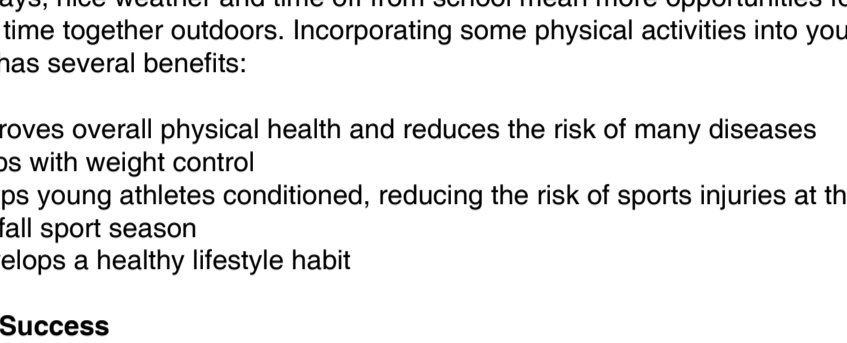 nice weather and time off from school mean more opportunities
time together outdoors. Incorporating some physical activities into
has several benefits:
overall physical health and reduces the risk of many diseases
with weight control
young athletes conditioned, reducing the risk of sports injuries at
fall sport season
a healthy lifestyle habit
Success